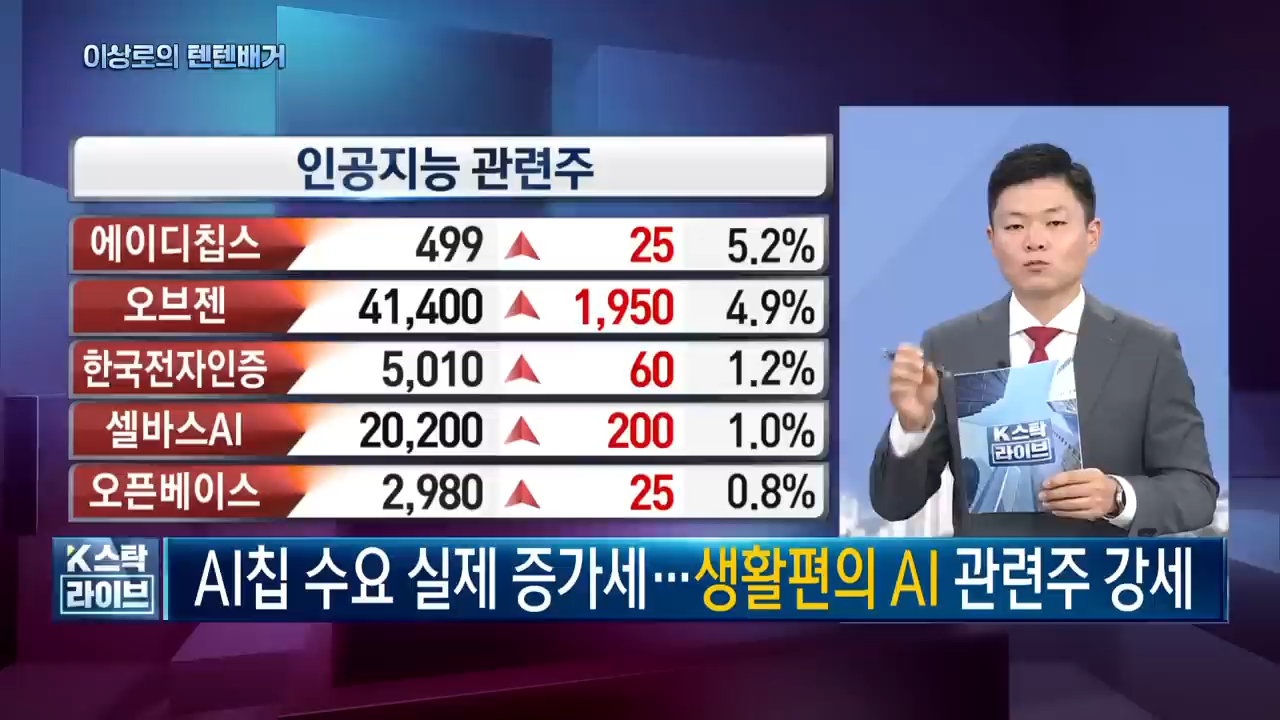 이상로의 텐텐배거
인공지능 관련주
에이디칩스 499 25 5.2%
오브젠 41,400 1,950 4.9%
한국전자인증 5,010 60 1.2%
셀바스AI 20,200 200 1.0%
오픈베이스 2,980 25 0.8%
K스탁
라이브
K스탁
라이브
AI칩 수요 실제 증가세…생활편의 AI 관련주 강세